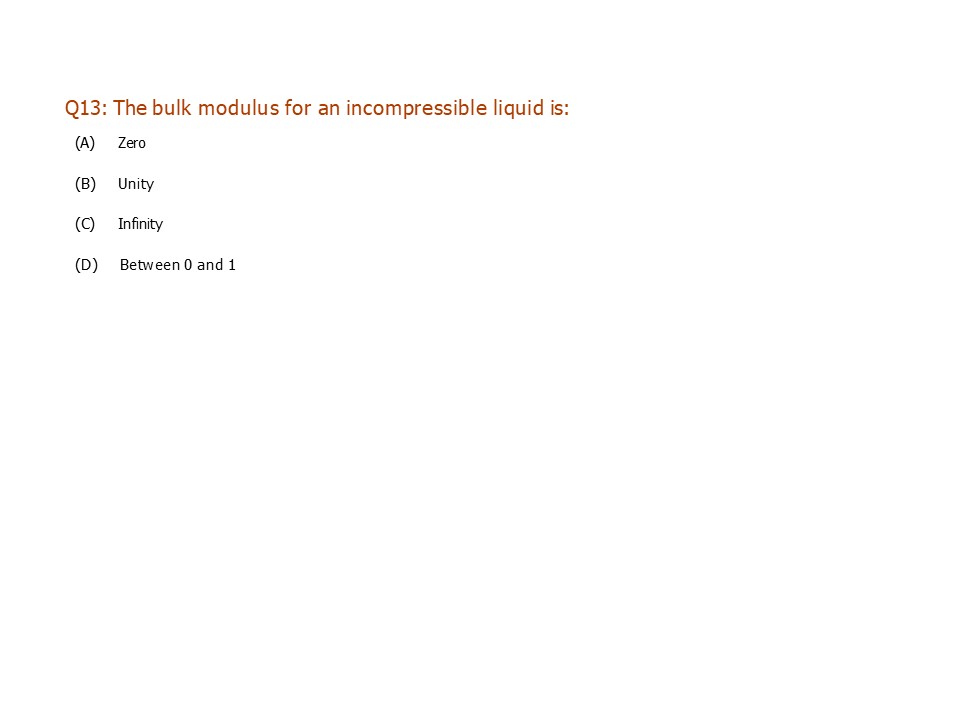 Q13: The bulk modulus for an incompressible liquid is:
(A) Zero
(B) Unity
(C) Infinity
(D) Between 0 and 1